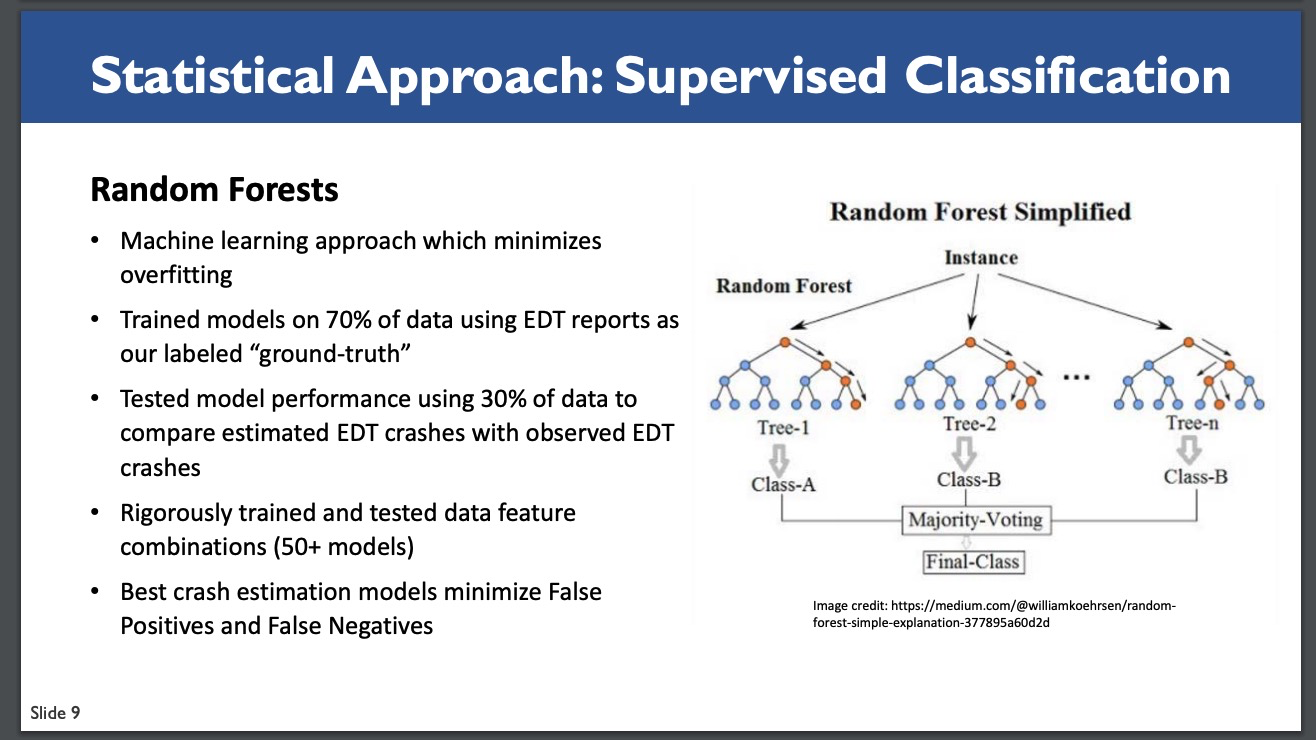 Statistical Approach: Supervised Classification
Random Forests
• Machine learning approach which minimizes
overfitting
• Trained models on 70% of data using EDT reports as
our labeled “ground-truth”
• Tested model performance using 30% of data to
compare estimated EDT crashes with observed EDT
crashes
• Rigorously trained and tested data feature
combinations (50+ models)
• Best crash estimation models minimize False
Positives and False Negatives
Random Forest Simplified
Instance
Random Forest
...
Tree-1 Tree-2 Tree-n
Class-A Class-B Class-B
Majority-Voting
Final-Class
Image credit: https://medium.com/@williamkoehrsen/random-
forest-simple-explanation-377895a60d2d
Slide 9